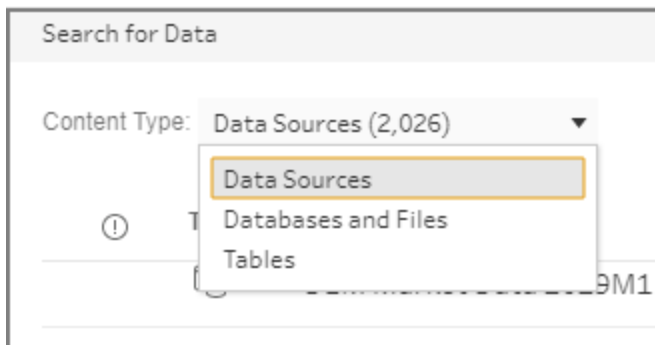 Search for Data
Content Type: Data Sources (2,026)
Data Sources
Databases and Files
Tables